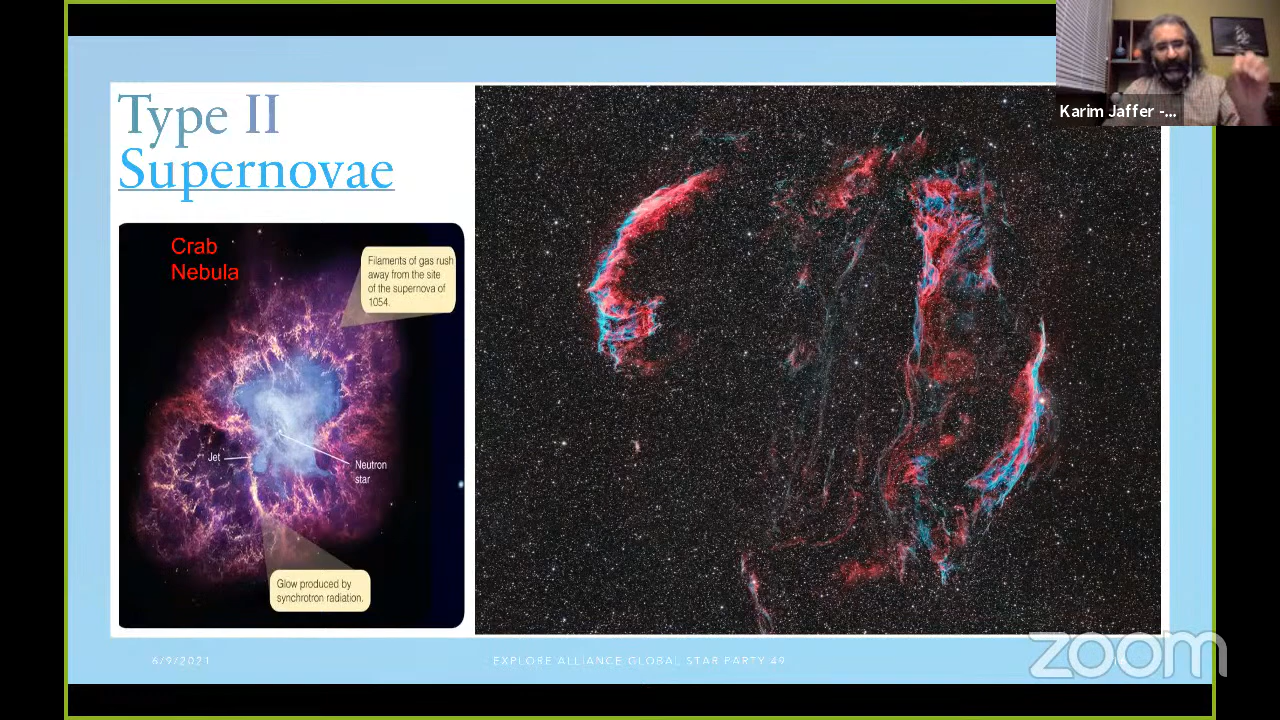 Type II
Supernovae
Crab
Nebula
Filaments of gas rush
away from the site
of the supernova of
1054.
Jet
Neutron
star
Glow produced by
synchrotron radiation.
Karim Jaffer -...
6/9/2021
EXPLORE ALLIANCE GLOBAL STAR PARTY 49
zoom